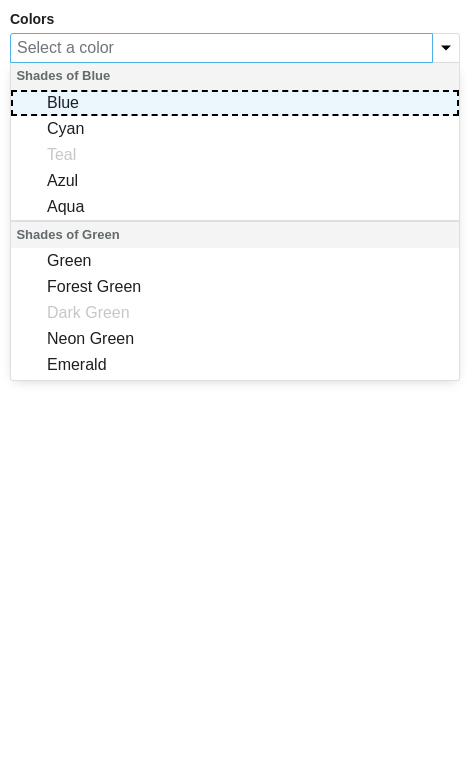 Colors
Select a color
Shades of Blue
Blue
Cyan
Teal
Azul
Aqua
Shades of Green
Green
Forest Green
Dark Green
Neon Green
Emerald